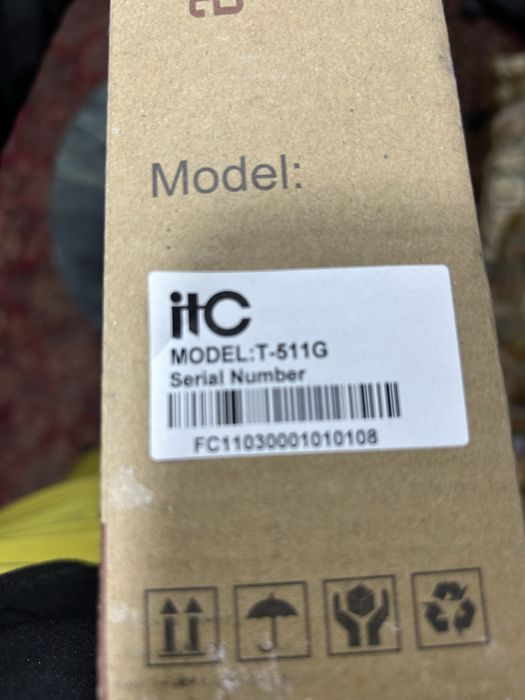 Model:
itC
MODEL:T-511G
Serial Number
FC11030001010108